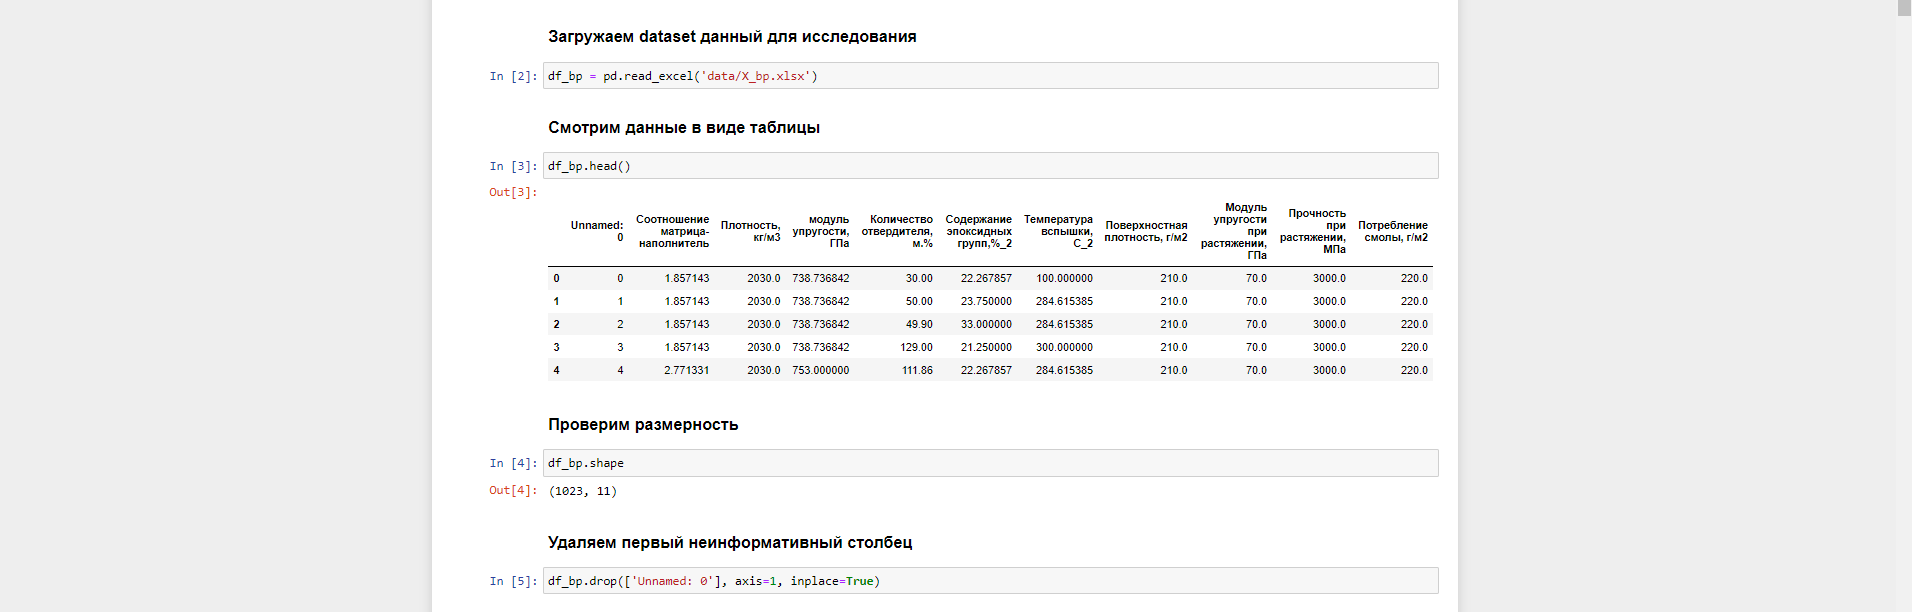 Загружаем dataset данный для исследования
In [2]: df_bp = pd.read_excel('data/X_bp.xlsx')
Смотрим данные в виде таблицы
In [3]: df_bp.head()
Out[3]:
Unnamed: 0 Соотношение матрица-наполнитель Плотность, кг/м3 модуль упругости, ГПа Количество отвердителя, м.% Содержание эпоксидных групп,%_2 Температура вспышки, С_2 Поверхностная плотность, г/м2 Модуль упругости при растяжении, ГПа Прочность при растяжении, МПа Потребление смолы, г/м2
0 0 1.857143 2030.0 738.736842 30.00 22.267857 100.000000 210.0 70.0 3000.0 220.0
1 1 1.857143 2030.0 738.736842 50.00 23.750000 284.615385 210.0 70.0 3000.0 220.0
2 2 1.857143 2030.0 738.736842 49.90 33.000000 284.615385 210.0 70.0 3000.0 220.0
3 3 1.857143 2030.0 738.736842 129.00 21.250000 300.000000 210.0 70.0 3000.0 220.0
4 4 2.771331 2030.0 753.000000 111.86 22.267857 284.615385 210.0 70.0 3000.0 220.0
Проверим размерность
In [4]: df_bp.shape
Out[4]: (1023, 11)
Удаляем первый неинформативный столбец
In [5]: df_bp.drop(['Unnamed: 0'], axis=1, inplace=True)